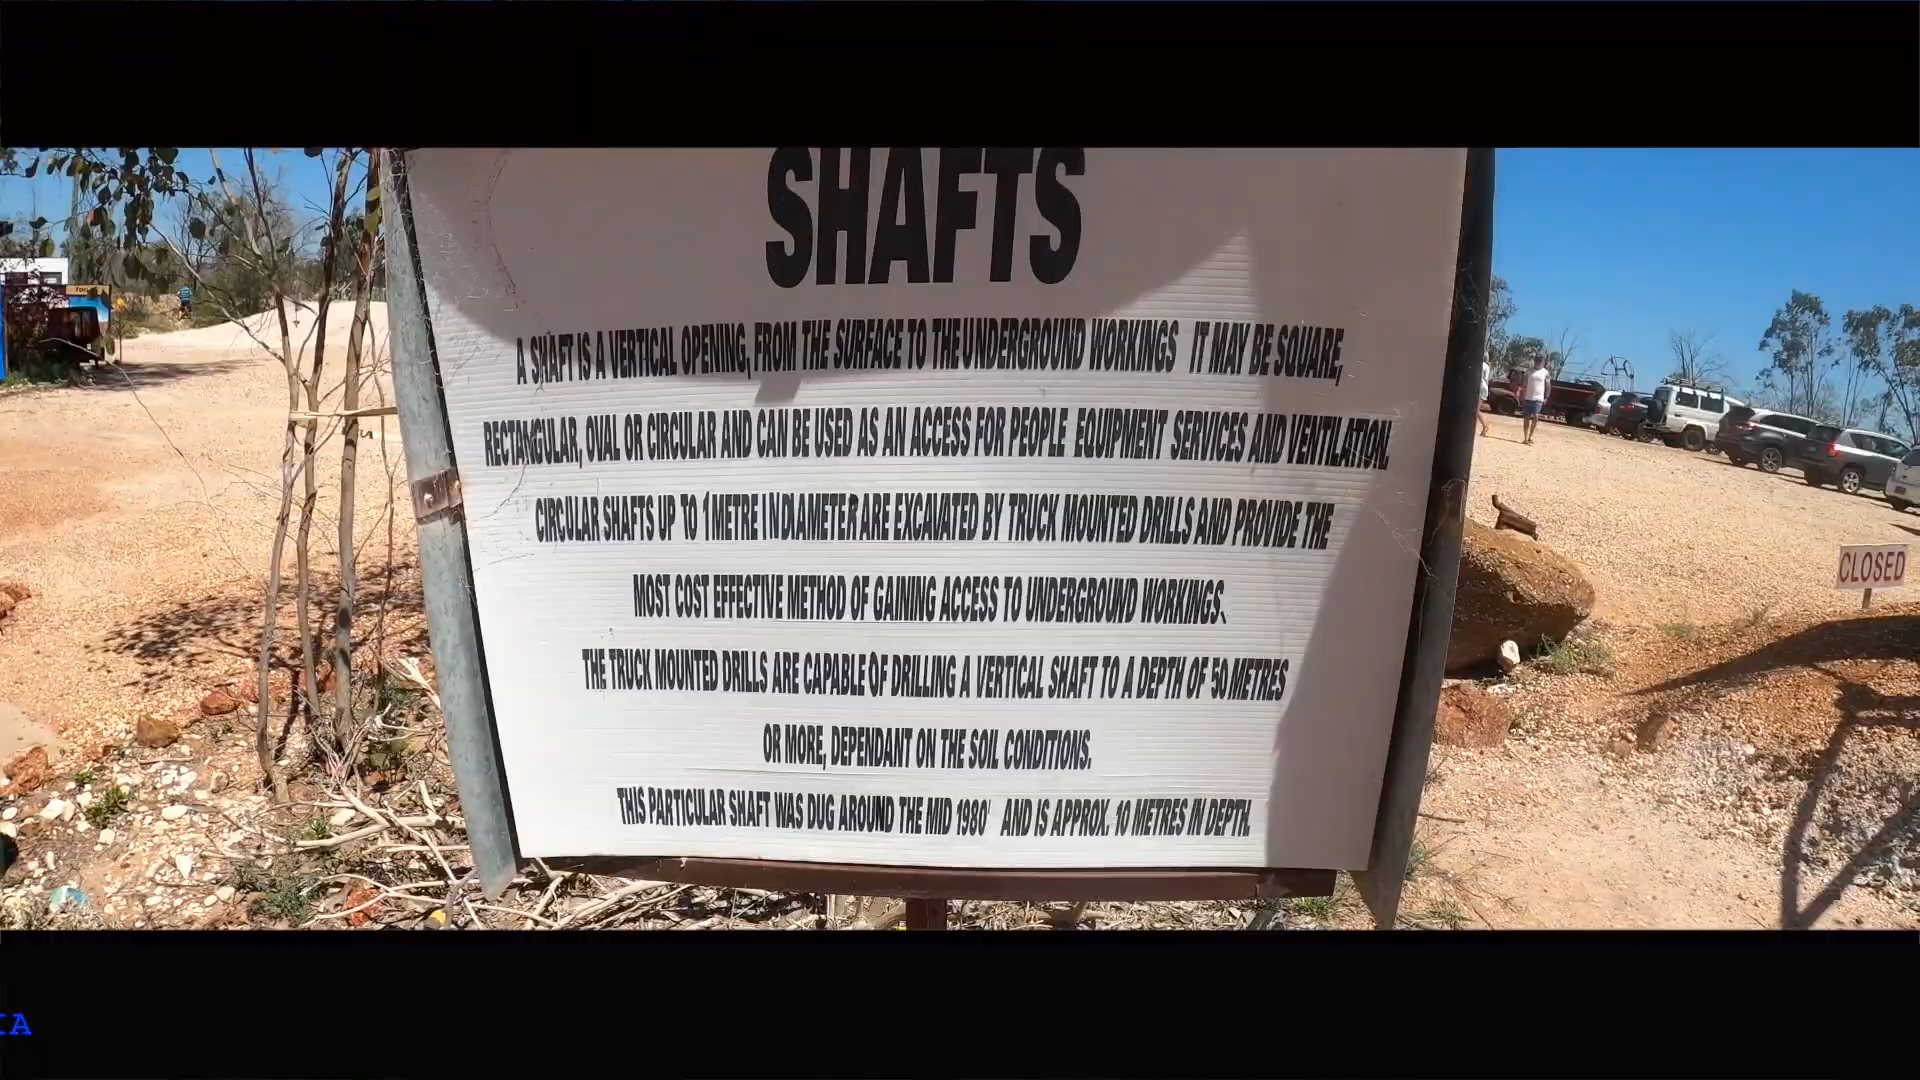 SHAFTS
A SHAFT IS A VERTICAL OPENING, FROM THE SURFACE TO THE UNDERGROUND WORKINGS IT MAY BE SQUARE,
RECTANGULAR, OVAL OR CIRCULAR AND CAN BE USED AS AN ACCESS FOR PEOPLE EQUIPMENT SERVICES AND VENTILATION.
CIRCULAR SHAFTS UP TO 1 METRE IN DIAMETER ARE EXCAVATED BY TRUCK MOUNTED DRILLS AND PROVIDE THE
MOST COST EFFECTIVE METHOD OF GAINING ACCESS TO UNDERGROUND WORKINGS.
THE TRUCK MOUNTED DRILLS ARE CAPABLE OF DRILLING A VERTICAL SHAFT TO A DEPTH OF 50 METRES
OR MORE, DEPENDANT ON THE SOIL CONDITIONS.
THIS PARTICULAR SHAFT WAS DUG AROUND THE MID 1980' AND IS APPROX. 10 METRES IN DEPTH.
CLOSED
IA